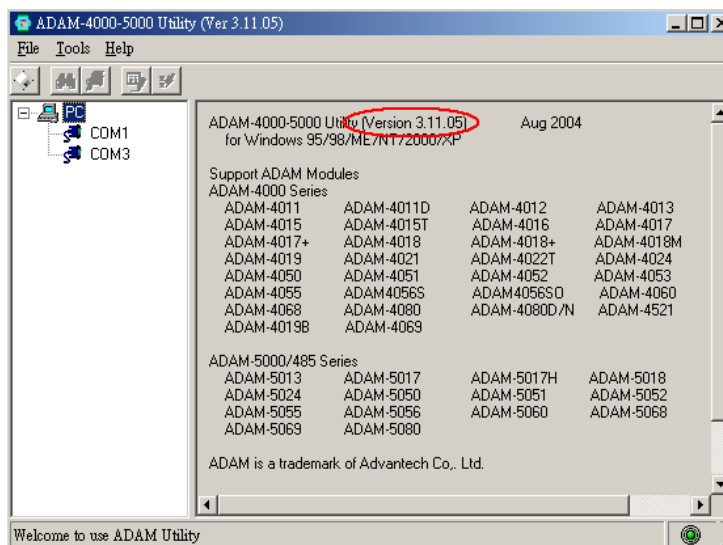 ADAM-4000-5000 Utility (Ver 3.11.05)
File Tools Help
PC
COM1
COM3
ADAM-4000-5000 Utility (Version 3.11.05) Aug 2004
for Windows 95/98/ME/NT/2000/XP
Support ADAM Modules
ADAM-4000 Series
ADAM-4011 ADAM-4011D ADAM-4012 ADAM-4013
ADAM-4015 ADAM-4015T ADAM-4016 ADAM-4017
ADAM-4017+ ADAM-4018 ADAM-4018+ ADAM-4018M
ADAM-4019 ADAM-4021 ADAM-4022T ADAM-4024
ADAM-4050 ADAM-4051 ADAM-4052 ADAM-4053
ADAM-4055 ADAM4056S ADAM4056SO ADAM-4060
ADAM-4068 ADAM-4080 ADAM-4080D/N ADAM-4521
ADAM-4019B ADAM-4069
ADAM-5000/485 Series
ADAM-5013 ADAM-5017 ADAM-5017H ADAM-5018
ADAM-5024 ADAM-5050 ADAM-5051 ADAM-5052
ADAM-5055 ADAM-5056 ADAM-5060 ADAM-5068
ADAM-5069 ADAM-5080
ADAM is a trademark of Advantech Co,. Ltd.
Welcome to use ADAM Utility